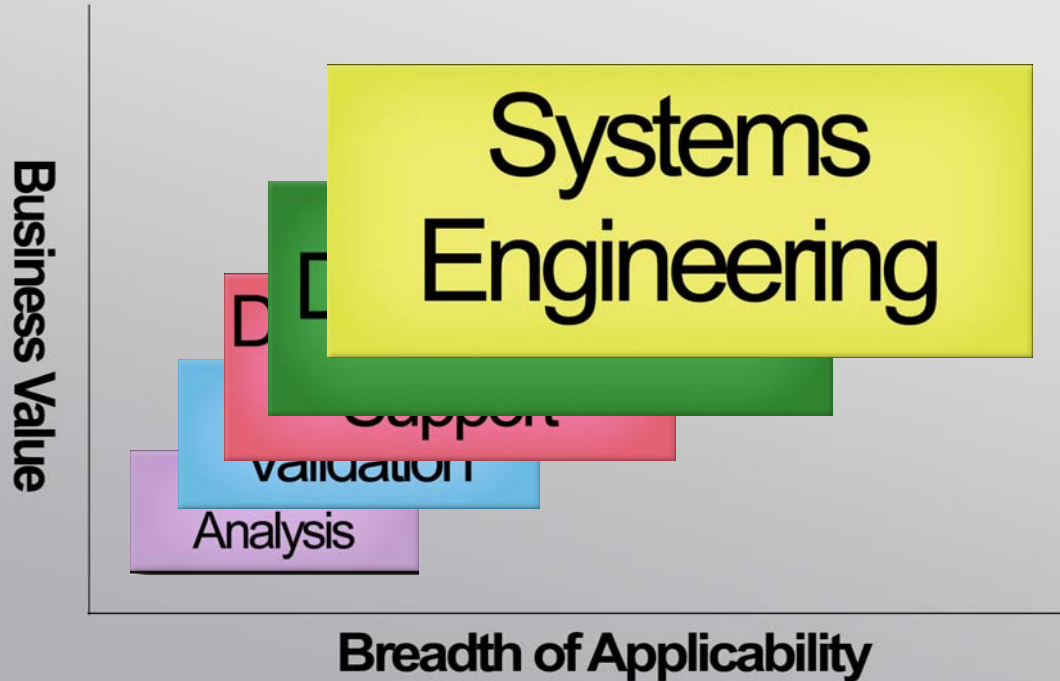 Business Value
Systems
Engineering
D
D
Support
Validation
Analysis
Breadth of Applicability